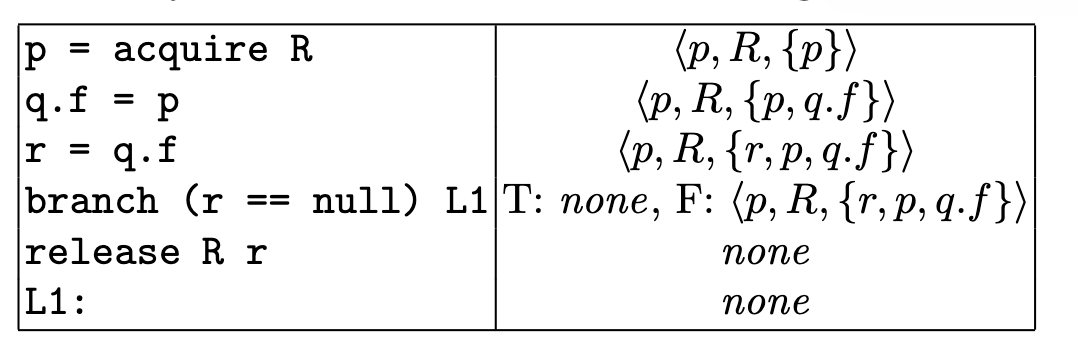 p = acquire R ⟨p, R, {p}⟩
q.f = p ⟨p, R, {p, q.f}⟩
r = q.f ⟨p, R, {r, p, q.f}⟩
branch (r == null) L1 T: none, F: ⟨p, R, {r, p, q.f}⟩
release R r none
L1: none